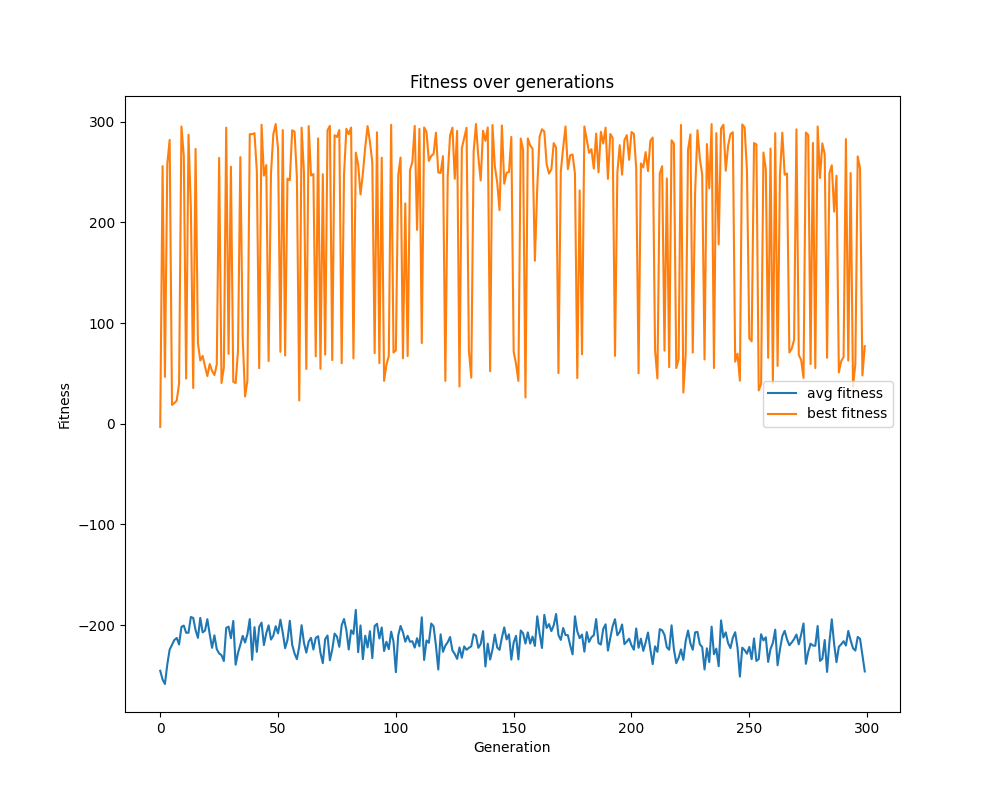 Fitness over generations
Fitness
300
200
100
0
−100
−200
avg fitness
best fitness
0 50 100 150 200 250 300
Generation